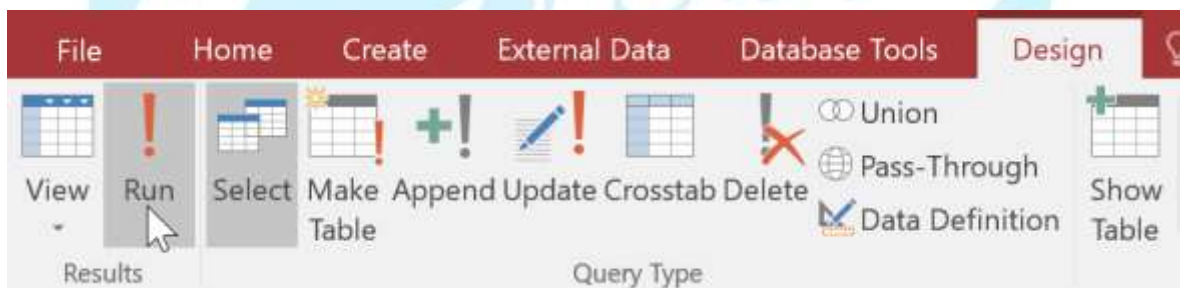 File Home Create External Data Database Tools Design
View Run Select Make Table Append Update Crosstab Delete
Union
Pass-Through
Data Definition
Show Table
Results Query Type